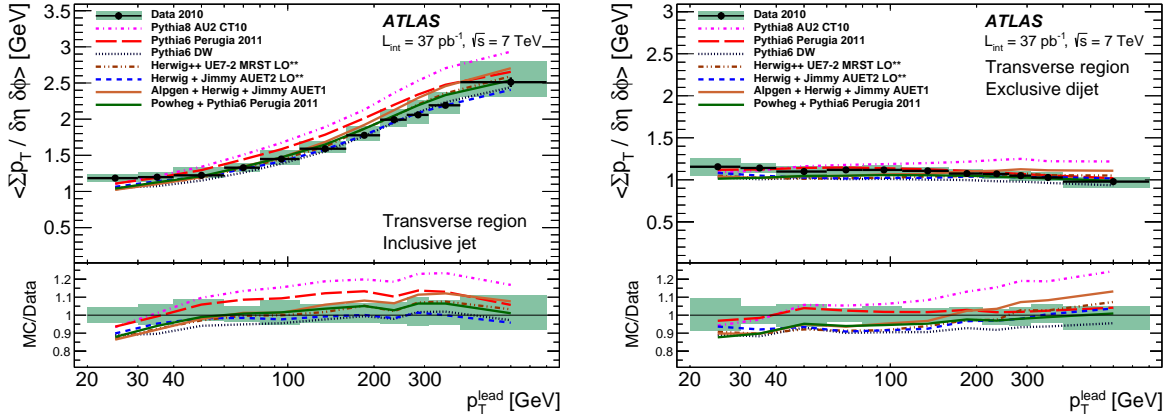 <Σp_T / δη δϕ> [GeV]
Data 2010
Pythia8 AU2 CT10
Pythia6 Perugia 2011
Pythia6 DW
Herwig++ UE7-2 MRST LO**
Herwig + Jimmy AUET2 LO**
Alpgen + Herwig + Jimmy AUET1
Powheg + Pythia6 Perugia 2011
ATLAS
L_int = 37 pb⁻¹, √s = 7 TeV
3
2.5
2
1.5
1
0.5
Transverse region
Inclusive jet
MC/Data
1.2
1.1
1
0.9
0.8
20 30 40 100 200 300
p_T^lead [GeV]
<Σp_T / δη δϕ> [GeV]
Data 2010
Pythia8 AU2 CT10
Pythia6 Perugia 2011
Pythia6 DW
Herwig++ UE7-2 MRST LO**
Herwig + Jimmy AUET2 LO**
Alpgen + Herwig + Jimmy AUET1
Powheg + Pythia6 Perugia 2011
ATLAS
L_int = 37 pb⁻¹, √s = 7 TeV
Transverse region
Exclusive dijet
3
2.5
2
1.5
1
0.5
MC/Data
1.2
1.1
1
0.9
0.8
20 30 40 100 200 300
p_T^lead [GeV]